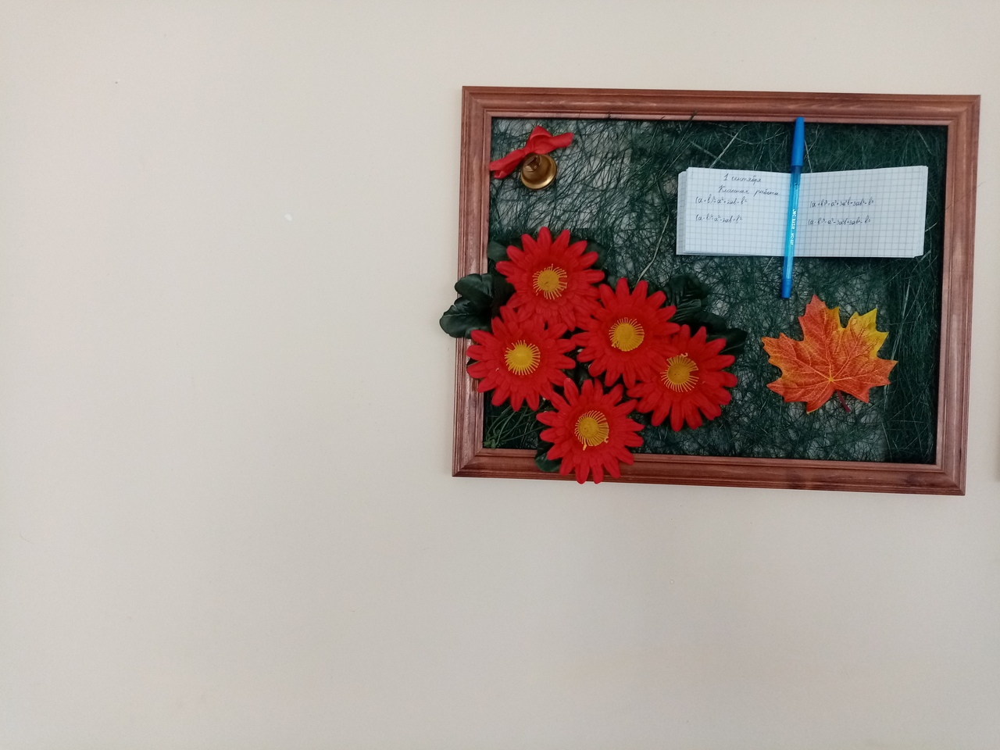 1 сентября
Классная работа
(a+b)²=a²+2ab+b²
(a-b)²=a²-2ab+b²
(a+b)³=a³+3a²b+3ab²+b³
(a-b)³=a³-3a²b+3ab²-b³